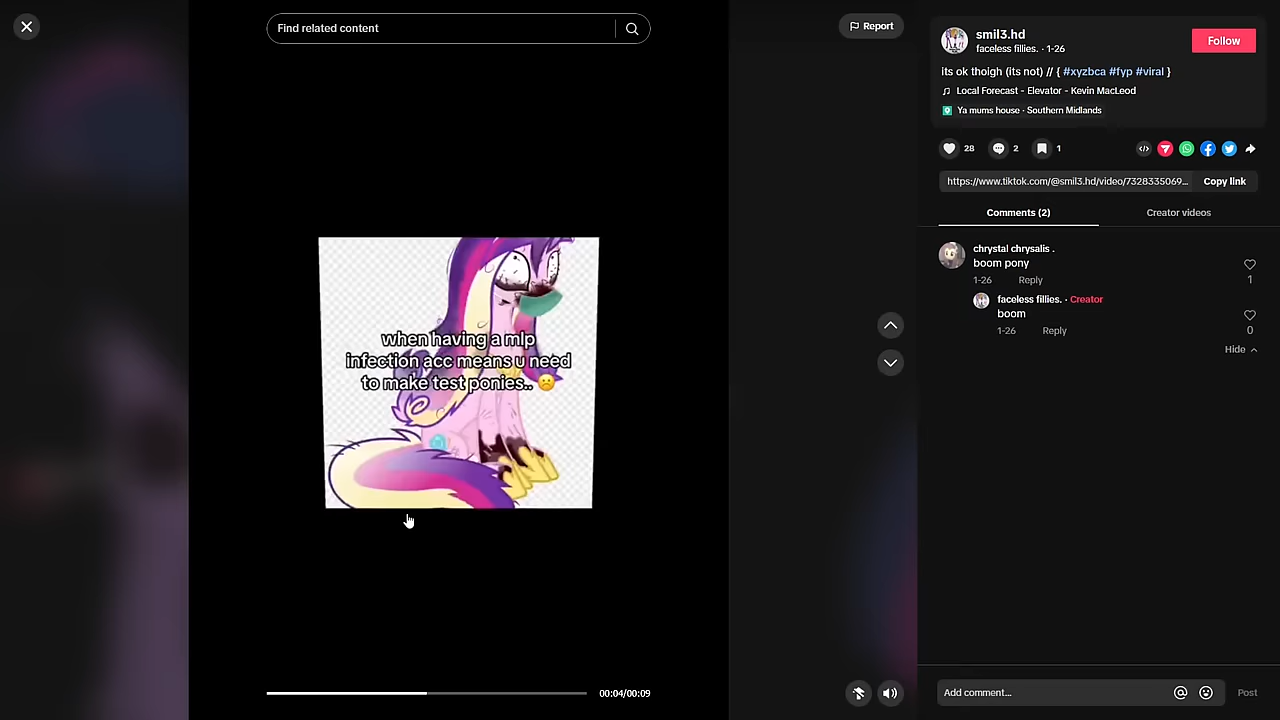 Find related content
Report
when having a mlp
infection acc means u need
to make test ponies.. ☹️
00:04/00:09
smil3.hd
faceless fillies. · 1-26
Follow
its ok thoigh (its not) // { #xyzbca #fyp #viral }
Local Forecast - Elevator - Kevin MacLeod
Ya mums house · Southern Midlands
28
2
1
https://www.tiktok.com/@smil3.hd/video/7328335069...
Copy link
Comments (2)
Creator videos
chrystal chrysalis .
boom pony
1-26 Reply
1
faceless fillies. · Creator
boom
1-26 Reply
0
Hide
Add comment...
Post